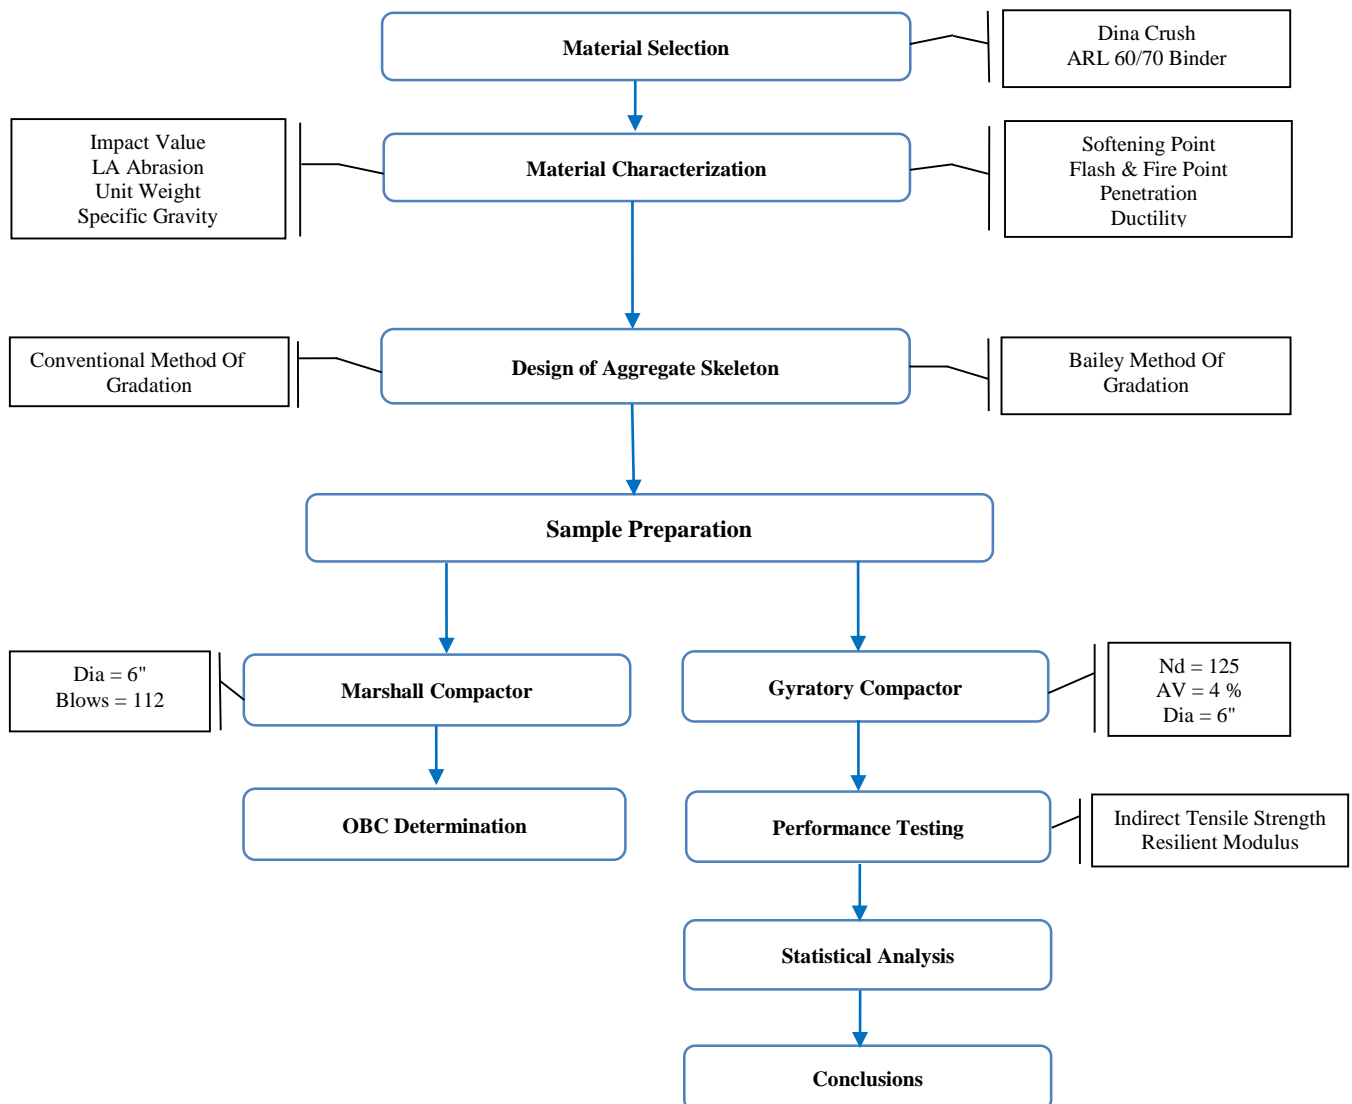 Material Selection
Dina Crush
ARL 60/70 Binder
Impact Value
LA Abrasion
Unit Weight
Specific Gravity
Material Characterization
Softening Point
Flash & Fire Point
Penetration
Ductility
Conventional Method Of
Gradation
Design of Aggregate Skeleton
Bailey Method Of
Gradation
Sample Preparation
Dia = 6"
Blows = 112
Marshall Compactor
Gyratory Compactor
Nd = 125
AV = 4 %
Dia = 6"
OBC Determination
Performance Testing
Indirect Tensile Strength
Resilient Modulus
Statistical Analysis
Conclusions